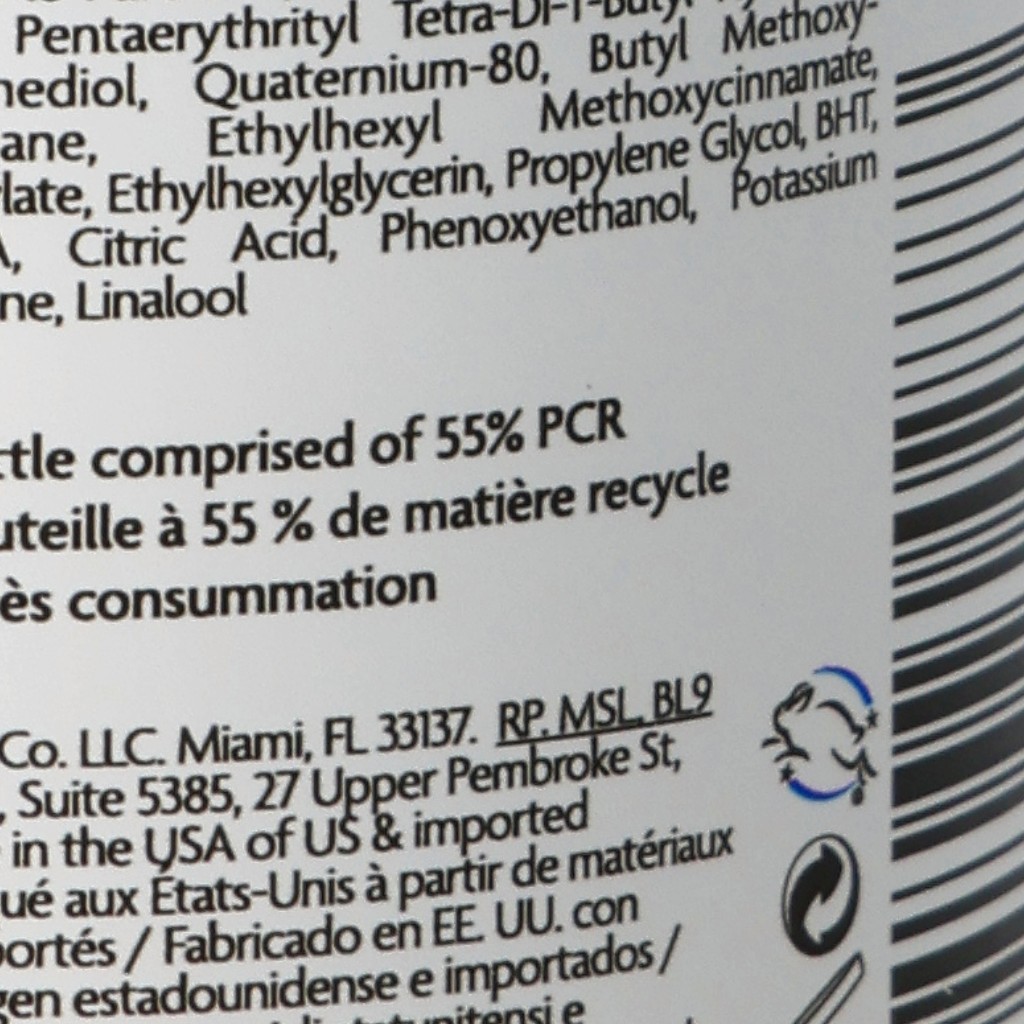 Pentaerythrityl Tetra-Di-T-Butyl
nediol, Quaternium-80, Butyl Methoxy-
ane, Ethylhexyl Methoxycinnamate,
late, Ethylhexylglycerin, Propylene Glycol, BHT,
A, Citric Acid, Phenoxyethanol, Potassium
ne, Linalool
ttle comprised of 55% PCR
uteille à 55 % de matière recycle
ès consummation
Co. LLC. Miami, FL 33137. RP. MSL, BL9
, Suite 5385, 27 Upper Pembroke St,
in the USA of US & imported
ué aux États-Unis à partir de matériaux
portés / Fabricado en EE. UU. con
gen estadounidense e importados /
e